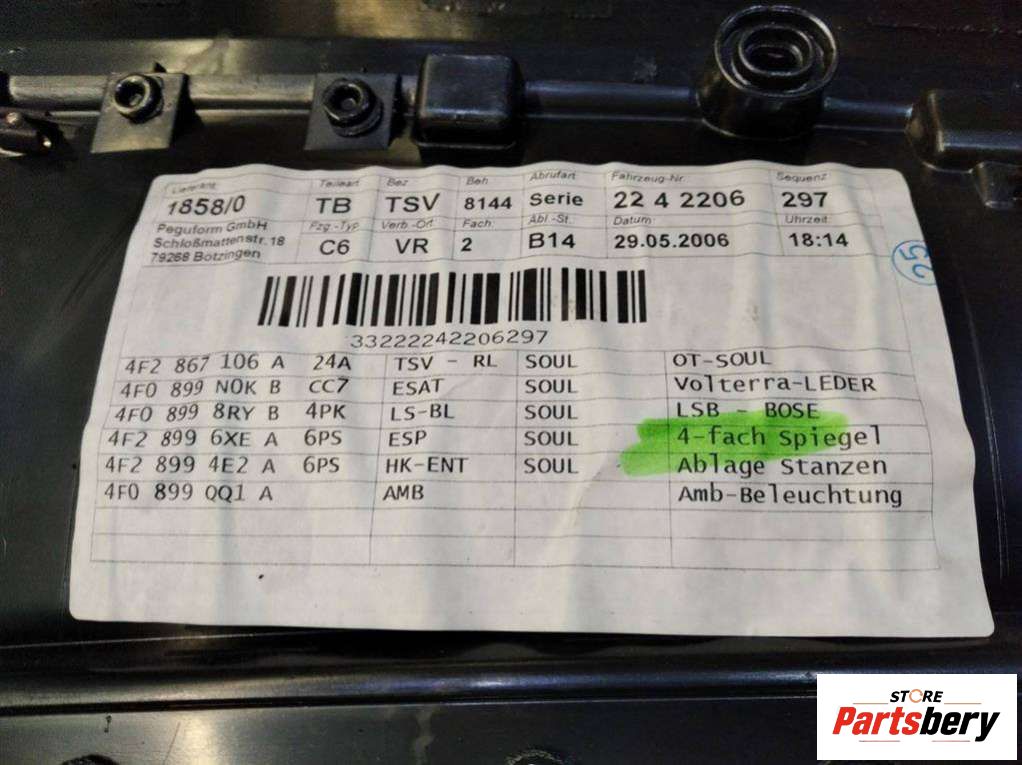 Lieferant Teileart Bez Beh Abrufart Fahrzeug-Nr. Sequenz
1858/0 TB TSV 8144 Serie 22 4 2206 297
Peguform GmbH Fzg.-Typ Verb.-Ort Fach. Abl.-St. Datum: Uhrzeit
Schloßmattenstr.18 C6 VR 2 B14 29.05.2006 18:14
79268 Bötzingen
25
33222242206297
4F2 867 106 A 24A TSV - RL SOUL OT-SOUL
4F0 899 N0K B CC7 ESAT SOUL Volterra-LEDER
4F0 899 8RY B 4PK LS-BL SOUL LSB - BOSE
4F2 899 6XE A 6PS ESP SOUL 4-fach Spiegel
4F2 899 4E2 A 6PS HK-ENT SOUL Ablage Stanzen
4F0 899 QQ1 A AMB Amb-Beleuchtung
STORE
Partsbery